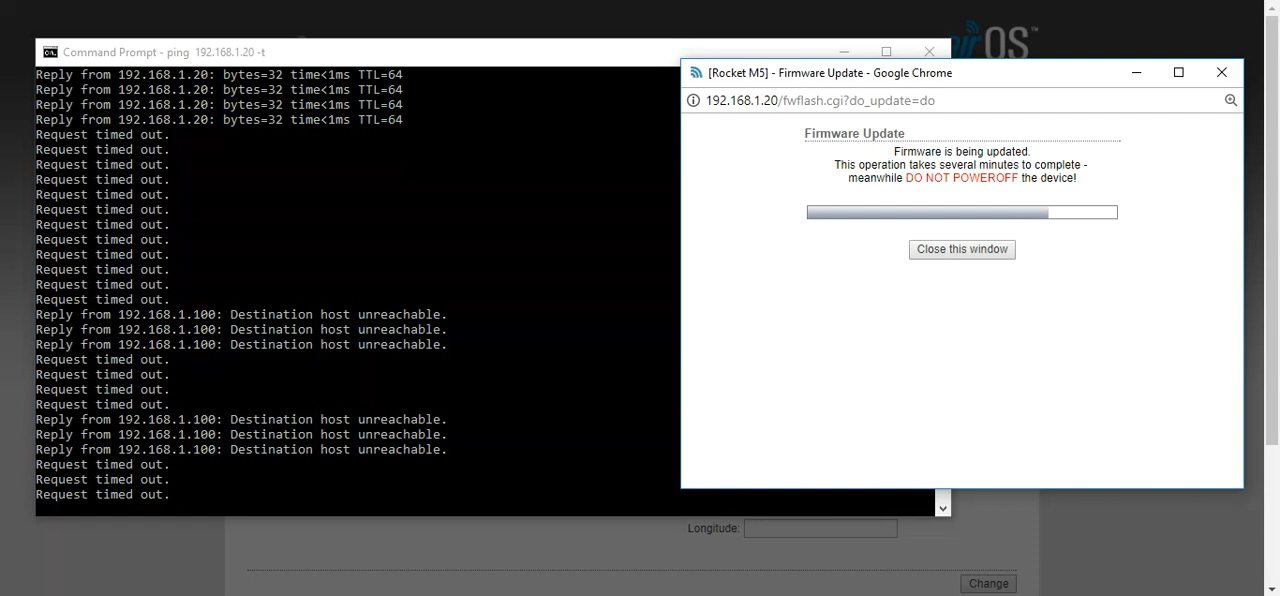 Command Prompt - ping  192.168.1.20 -t
Reply from 192.168.1.20: bytes=32 time<1ms TTL=64
Reply from 192.168.1.20: bytes=32 time<1ms TTL=64
Reply from 192.168.1.20: bytes=32 time<1ms TTL=64
Reply from 192.168.1.20: bytes=32 time<1ms TTL=64
Request timed out.
Request timed out.
Request timed out.
Request timed out.
Request timed out.
Request timed out.
Request timed out.
Request timed out.
Request timed out.
Request timed out.
Request timed out.
Request timed out.
Reply from 192.168.1.100: Destination host unreachable.
Reply from 192.168.1.100: Destination host unreachable.
Reply from 192.168.1.100: Destination host unreachable.
Request timed out.
Request timed out.
Request timed out.
Request timed out.
Reply from 192.168.1.100: Destination host unreachable.
Reply from 192.168.1.100: Destination host unreachable.
Reply from 192.168.1.100: Destination host unreachable.
Request timed out.
Request timed out.
Request timed out.
OS™
[Rocket M5] - Firmware Update - Google Chrome
192.168.1.20/fwflash.cgi?do_update=do
Firmware Update
Firmware is being updated.
This operation takes several minutes to complete -
meanwhile DO NOT POWEROFF the device!
Close this window
Longitude:
Change